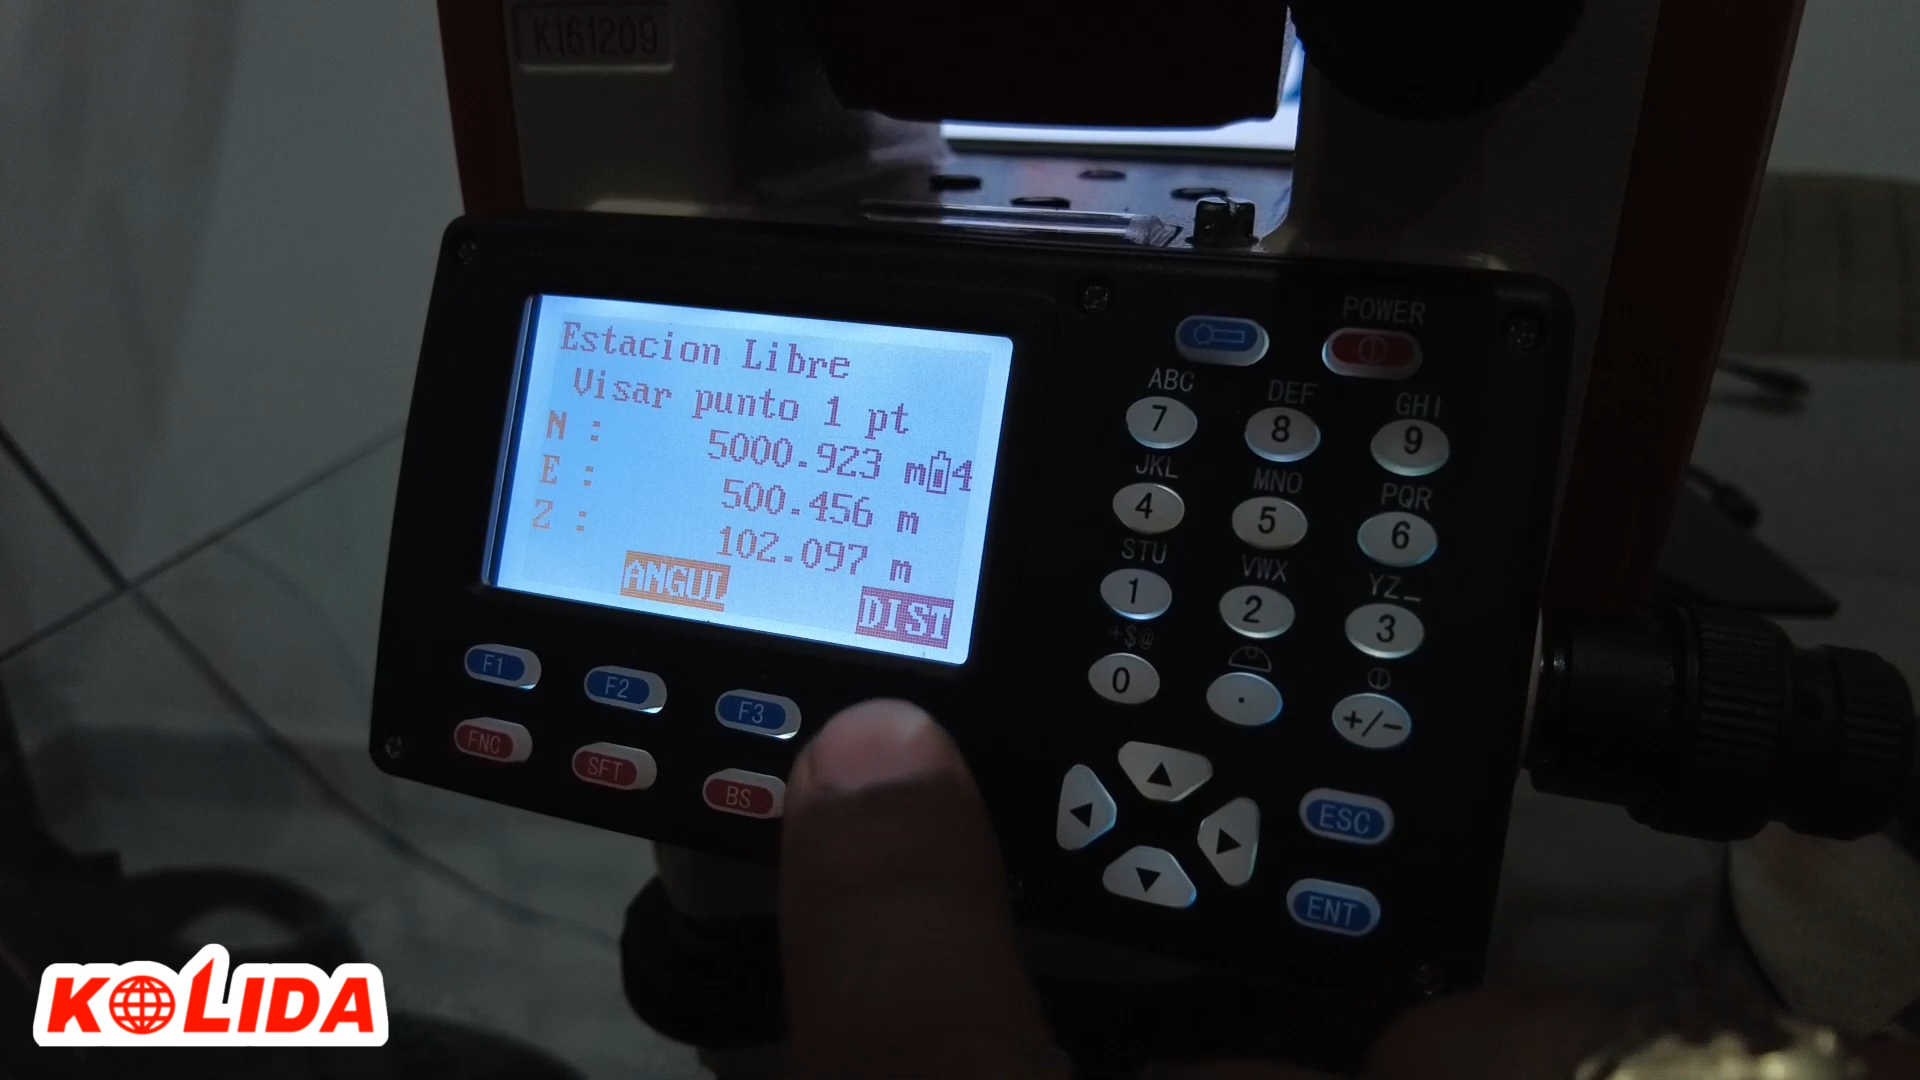 K161209
Estacion Libre
Visar punto 1 pt
N : 5000.923 m 4
E : 500.456 m
Z : 102.097 m
ANGUL DIST
POWER
ABC DEF GHI
7 8 9
JKL MNO PQR
4 5 6
STU VWX YZ_
1 2 3
+$@
0 . +/-
F1 F2 F3
FNC SFT BS
ESC
ENT
KOLIDA